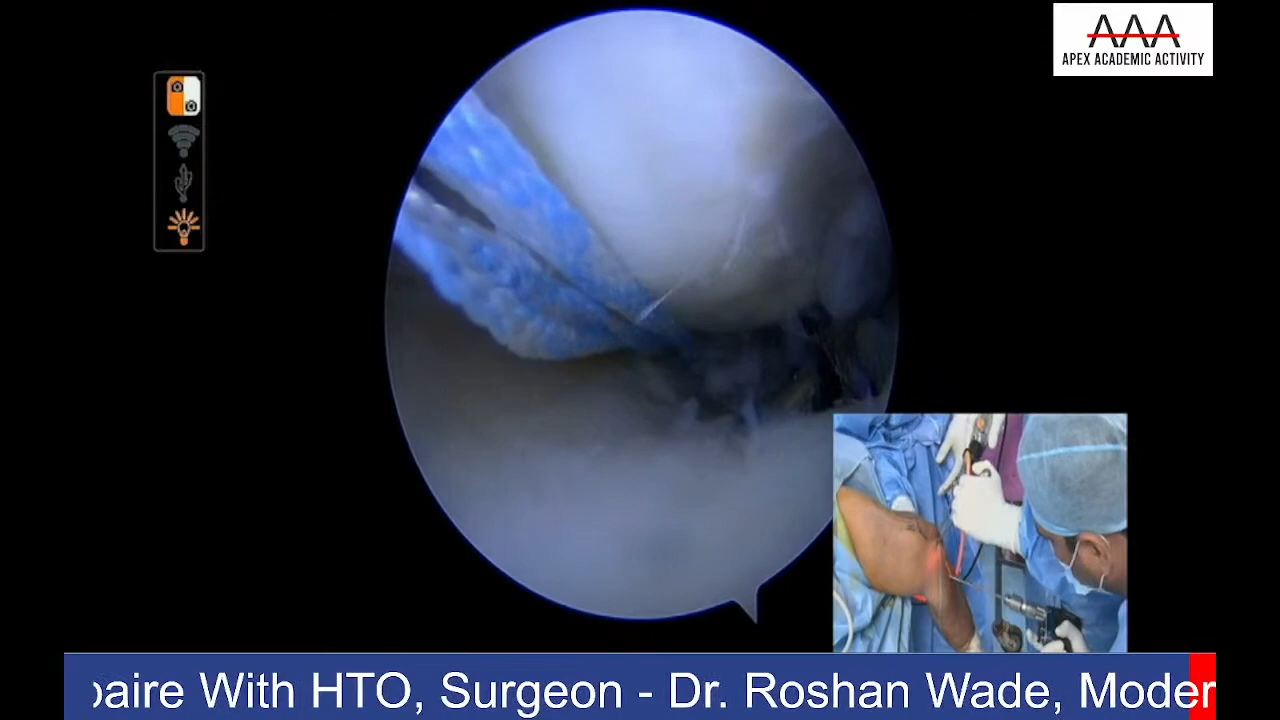 AAA
APEX ACADEMIC ACTIVITY
paire With HTO, Surgeon - Dr. Roshan Wade, Moder